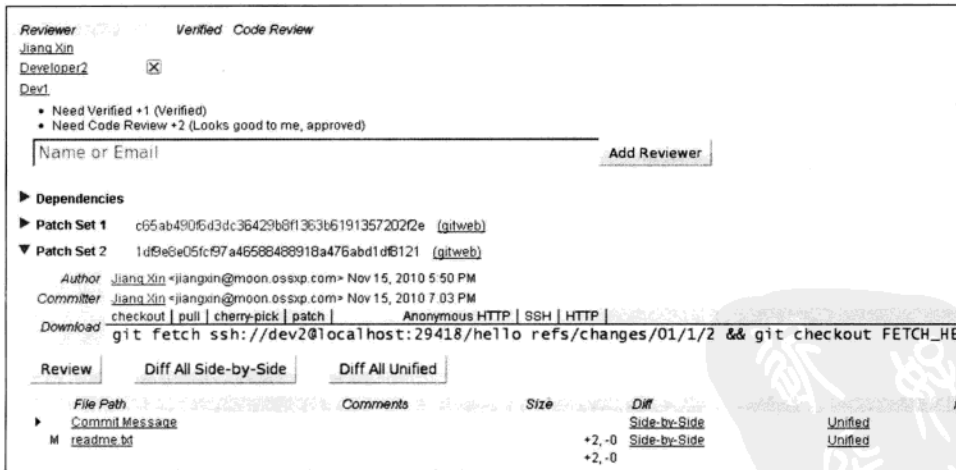 Reviewer Verified Code Review
Jiang Xin
Developer2
Dev1
• Need Verified +1 (Verified)
• Need Code Review +2 (Looks good to me, approved)
Name or Email Add Reviewer
▶ Dependencies
▶ Patch Set 1 c65ab490f6d3dc36429b8f1363b6191357202f2e (gitweb)
▼ Patch Set 2 1df9e8e05fcf97a46588488918a476abd1df8121 (gitweb)
Author Jiang Xin <jiangxin@moon.ossxp.com> Nov 15, 2010 5:50 PM
Committer Jiang Xin <jiangxin@moon.ossxp.com> Nov 15, 2010 7:03 PM
checkout | pull | cherry-pick | patch | Anonymous HTTP | SSH | HTTP |
Download git fetch ssh://dev2@localhost:29418/hello refs/changes/01/1/2 && git checkout FETCH_HE
Review Diff All Side-by-Side Diff All Unified
File Path Comments Size Diff
Commit Message Side-by-Side Unified
M readme.txt +2, -0 Side-by-Side Unified
+2, -0